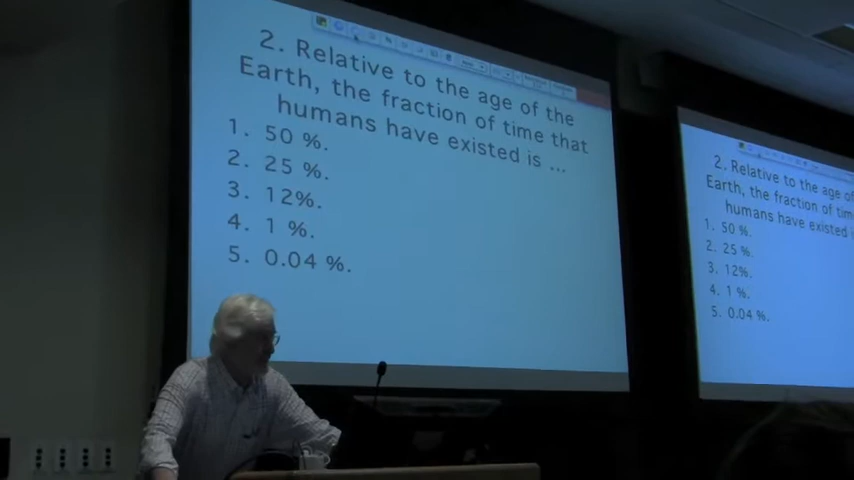 2. Relative to the age of the
Earth, the fraction of time that
humans have existed is ...
1. 50 %.
2. 25 %.
3. 12%.
4. 1 %.
5. 0.04 %.
2. Relative to the age of
Earth, the fraction of time
humans have existed is
1. 50 %.
2. 25 %.
3. 12%.
4. 1 %.
5. 0.04 %.